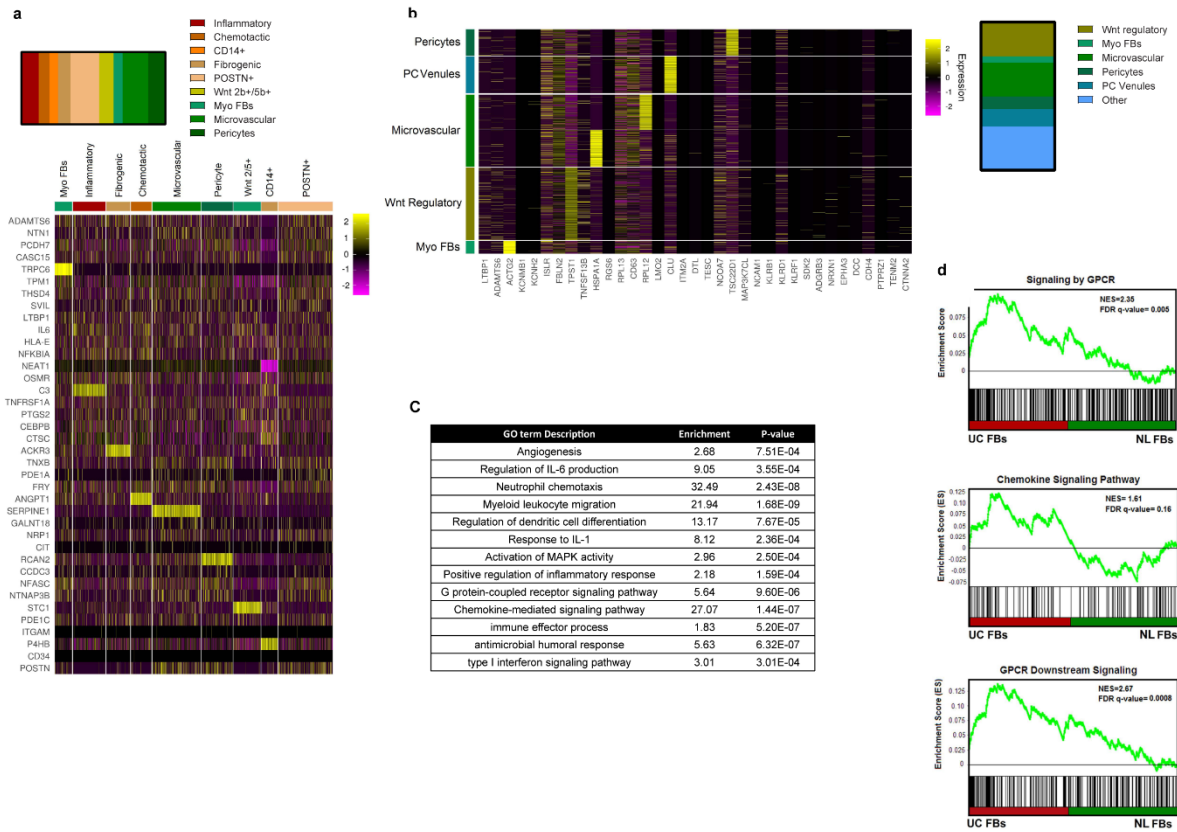 a
Inflammatory
Chemotactic
CD14+
Fibrogenic
POSTN+
Wnt 2b+/5b+
Myo FBs
Microvascular
Pericytes
Myo FBs
Inflammatory
Fibrogenic
Chemotactic
Microvascular
Pericyte
Wnt 2/5+
CD14+
POSTN+
ADAMTS6
NTN1
PCDH7
CASC15
TRPC6
TPM1
THSD4
SVIL
LTBP1
IL6
HLA-E
NFKBIA
NEAT1
OSMR
C3
TNFRSF1A
PTGS2
CEBPB
CTSC
ACKR3
TNXB
PDE1A
FRY
ANGPT1
SERPINE1
GALNT18
NRP1
CIT
RCAN2
CCDC3
NFASC
NTNAP3B
STC1
PDE1C
ITGAM
P4HB
CD34
POSTN
2
1
0
-1
-2
b
Pericytes
PC Venules
Microvascular
Wnt Regulatory
Myo FBs
LTBP1
ADAMTS6
ACTG2
KCNMB1
KCNH2
ISLR
FBLN2
TPST1
TNFSF13B
HSPA1A
RGS6
RPL13
CD63
RPL12
LMO2
CLU
ITM2A
DTL
TESC
NCOA7
TSC22D1
MAP3K7CL
NCAM1
KLRB1
KLRD1
KLRF1
SDK2
ADGRB3
NRXN1
EPHA3
DCC
CDH4
PTPRZ1
TENM2
CTNNA2
Expression
2
1
0
-1
-2
Wnt regulatory
Myo FBs
Microvascular
Pericytes
PC Venules
Other
C
GO term Description Enrichment P-value
Angiogenesis 2.68 7.51E-04
Regulation of IL-6 production 9.05 3.55E-04
Neutrophil chemotaxis 32.49 2.43E-08
Myeloid leukocyte migration 21.94 1.68E-09
Regulation of dendritic cell differentiation 13.17 7.67E-05
Response to IL-1 8.12 2.36E-04
Activation of MAPK activity 2.96 2.50E-04
Positive regulation of inflammatory response 2.18 1.59E-04
G protein-coupled receptor signaling pathway 5.64 9.60E-06
Chemokine-mediated signaling pathway 27.07 1.44E-07
immune effector process 1.83 5.20E-07
antimicrobial humoral response 5.63 6.32E-07
type I interferon signaling pathway 3.01 3.01E-04
d
Signaling by GPCR
NES=2.35
FDR q-value= 0.005
Enrichment Score
0.100
0.075
0.05
0.025
0
UC FBs NL FBs
Chemokine Signaling Pathway
NES= 1.61
FDR q-value= 0.16
Enrichment Score (ES)
0.125
0.100
0.075
0.05
0.025
0
-0.025
-0.05
-0.075
UC FBs NL FBs
GPCR Downstream Signaling
NES=2.67
FDR q-value= 0.0008
Enrichment Score (ES)
0.125
0.100
0.075
0.05
0.025
0
UC FBs NL FBs